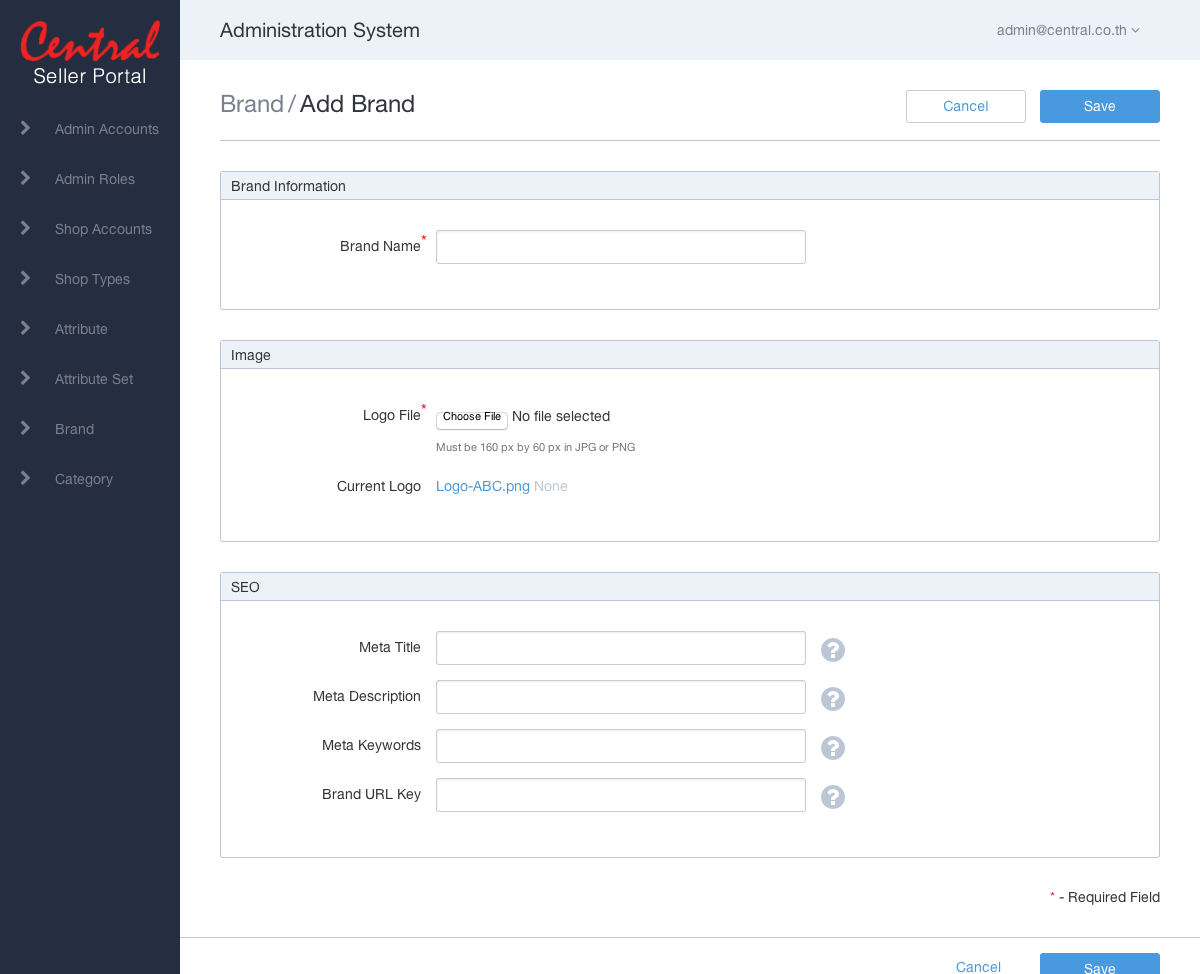 Central
Seller Portal
Admin Accounts
Admin Roles
Shop Accounts
Shop Types
Attribute
Attribute Set
Brand
Category
Administration System
admin@central.co.th
Brand / Add Brand
Cancel
Save
Brand Information
Brand Name*
Image
Logo File*
Choose File No file selected
Must be 160 px by 60 px in JPG or PNG
Current Logo Logo-ABC.png None
SEO
Meta Title ?
Meta Description ?
Meta Keywords ?
Brand URL Key ?
* - Required Field
Cancel
Save